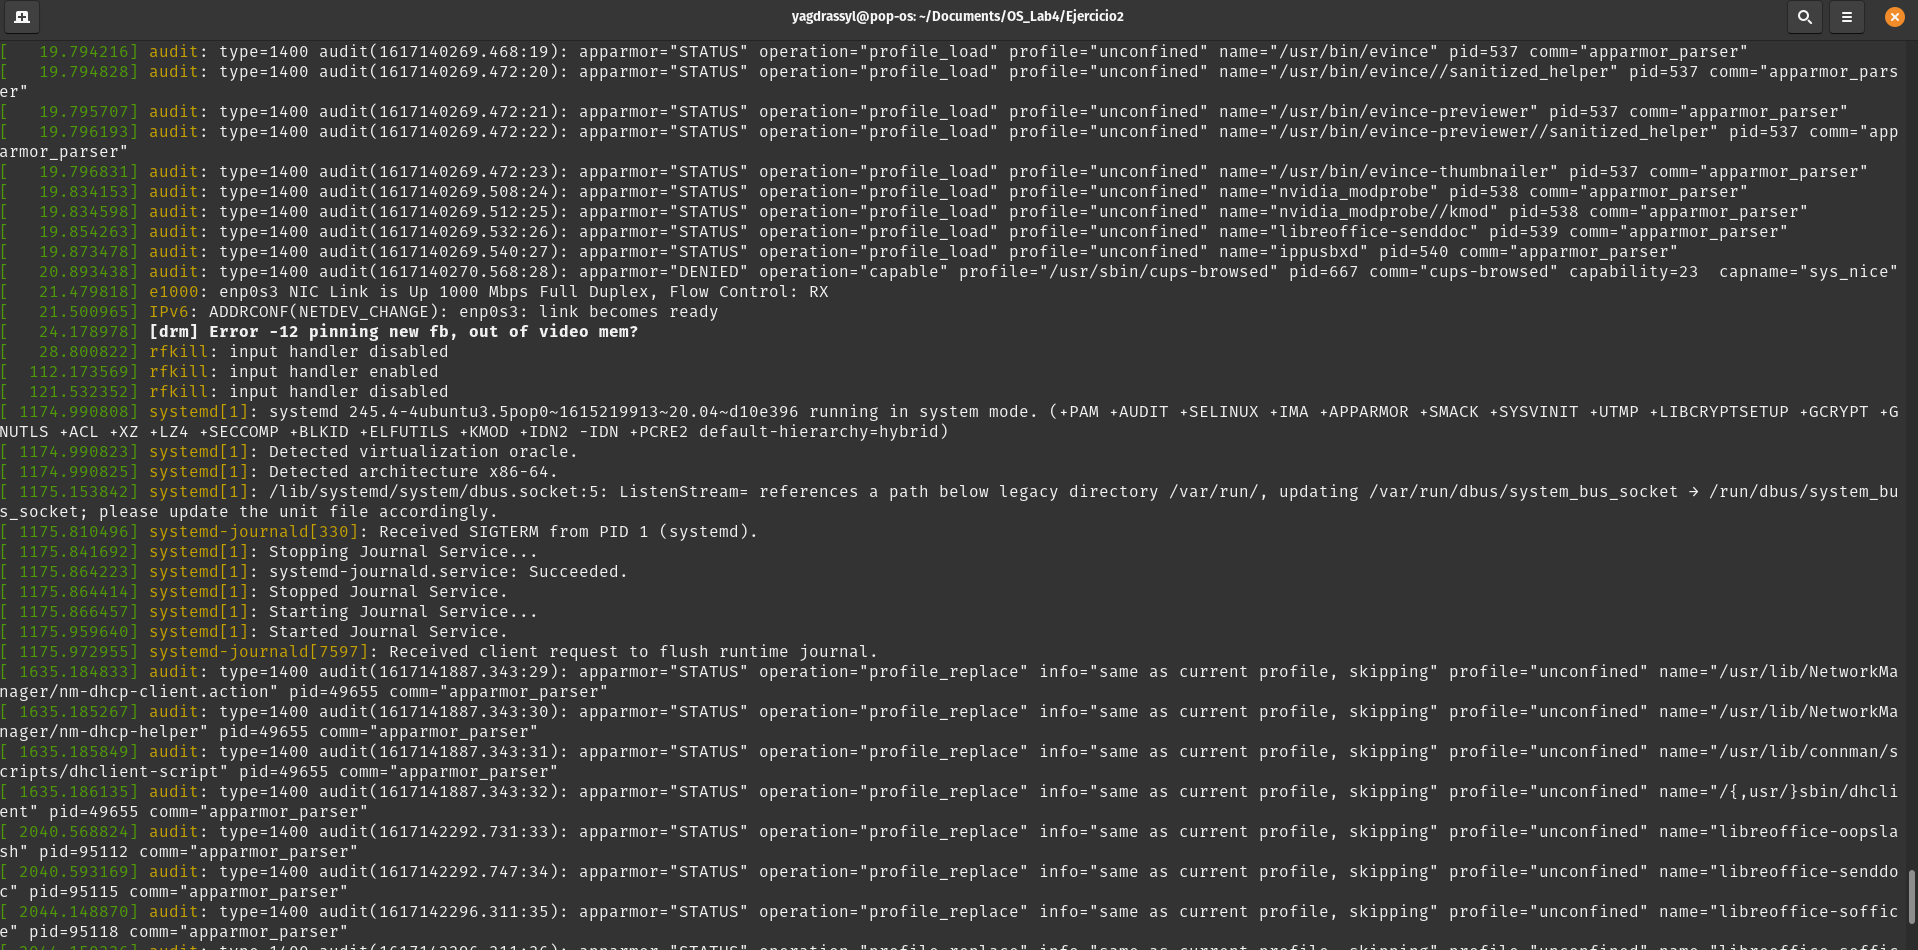 yagdrassyl@pop-os: ~/Documents/OS_Lab4/Ejercicio2
[   19.794216] audit: type=1400 audit(1617140269.468:19): apparmor="STATUS" operation="profile_load" profile="unconfined" name="/usr/bin/evince" pid=537 comm="apparmor_parser"
[   19.794828] audit: type=1400 audit(1617140269.472:20): apparmor="STATUS" operation="profile_load" profile="unconfined" name="/usr/bin/evince//sanitized_helper" pid=537 comm="apparmor_pars
er"
[   19.795707] audit: type=1400 audit(1617140269.472:21): apparmor="STATUS" operation="profile_load" profile="unconfined" name="/usr/bin/evince-previewer" pid=537 comm="apparmor_parser"
[   19.796193] audit: type=1400 audit(1617140269.472:22): apparmor="STATUS" operation="profile_load" profile="unconfined" name="/usr/bin/evince-previewer//sanitized_helper" pid=537 comm="app
armor_parser"
[   19.796831] audit: type=1400 audit(1617140269.472:23): apparmor="STATUS" operation="profile_load" profile="unconfined" name="/usr/bin/evince-thumbnailer" pid=537 comm="apparmor_parser"
[   19.834153] audit: type=1400 audit(1617140269.508:24): apparmor="STATUS" operation="profile_load" profile="unconfined" name="nvidia_modprobe" pid=538 comm="apparmor_parser"
[   19.834598] audit: type=1400 audit(1617140269.512:25): apparmor="STATUS" operation="profile_load" profile="unconfined" name="nvidia_modprobe//kmod" pid=538 comm="apparmor_parser"
[   19.854263] audit: type=1400 audit(1617140269.532:26): apparmor="STATUS" operation="profile_load" profile="unconfined" name="libreoffice-senddoc" pid=539 comm="apparmor_parser"
[   19.873478] audit: type=1400 audit(1617140269.540:27): apparmor="STATUS" operation="profile_load" profile="unconfined" name="ippusbxd" pid=540 comm="apparmor_parser"
[   20.893438] audit: type=1400 audit(1617140270.568:28): apparmor="DENIED" operation="capable" profile="/usr/sbin/cups-browsed" pid=667 comm="cups-browsed" capability=23  capname="sys_nice"
[   21.479818] e1000: enp0s3 NIC Link is Up 1000 Mbps Full Duplex, Flow Control: RX
[   21.500965] IPv6: ADDRCONF(NETDEV_CHANGE): enp0s3: link becomes ready
[   24.178978] [drm] Error -12 pinning new fb, out of video mem?
[   28.800822] rfkill: input handler disabled
[  112.173569] rfkill: input handler enabled
[  121.532352] rfkill: input handler disabled
[ 1174.990808] systemd[1]: systemd 245.4-4ubuntu3.5pop0~1615219913~20.04~d10e396 running in system mode. (+PAM +AUDIT +SELINUX +IMA +APPARMOR +SMACK +SYSVINIT +UTMP +LIBCRYPTSETUP +GCRYPT +G
NUTLS +ACL +XZ +LZ4 +SECCOMP +BLKID +ELFUTILS +KMOD +IDN2 -IDN +PCRE2 default-hierarchy=hybrid)
[ 1174.990823] systemd[1]: Detected virtualization oracle.
[ 1174.990825] systemd[1]: Detected architecture x86-64.
[ 1175.153842] systemd[1]: /lib/systemd/system/dbus.socket:5: ListenStream= references a path below legacy directory /var/run/, updating /var/run/dbus/system_bus_socket → /run/dbus/system_bu
s_socket; please update the unit file accordingly.
[ 1175.810496] systemd-journald[330]: Received SIGTERM from PID 1 (systemd).
[ 1175.841692] systemd[1]: Stopping Journal Service...
[ 1175.864223] systemd[1]: systemd-journald.service: Succeeded.
[ 1175.864414] systemd[1]: Stopped Journal Service.
[ 1175.866457] systemd[1]: Starting Journal Service...
[ 1175.959640] systemd[1]: Started Journal Service.
[ 1175.972955] systemd-journald[7597]: Received client request to flush runtime journal.
[ 1635.184833] audit: type=1400 audit(1617141887.343:29): apparmor="STATUS" operation="profile_replace" info="same as current profile, skipping" profile="unconfined" name="/usr/lib/NetworkMa
nager/nm-dhcp-client.action" pid=49655 comm="apparmor_parser"
[ 1635.185267] audit: type=1400 audit(1617141887.343:30): apparmor="STATUS" operation="profile_replace" info="same as current profile, skipping" profile="unconfined" name="/usr/lib/NetworkMa
nager/nm-dhcp-helper" pid=49655 comm="apparmor_parser"
[ 1635.185849] audit: type=1400 audit(1617141887.343:31): apparmor="STATUS" operation="profile_replace" info="same as current profile, skipping" profile="unconfined" name="/usr/lib/connman/s
cripts/dhclient-script" pid=49655 comm="apparmor_parser"
[ 1635.186135] audit: type=1400 audit(1617141887.343:32): apparmor="STATUS" operation="profile_replace" info="same as current profile, skipping" profile="unconfined" name="/{,usr/}sbin/dhcli
ent" pid=49655 comm="apparmor_parser"
[ 2040.568824] audit: type=1400 audit(1617142292.731:33): apparmor="STATUS" operation="profile_replace" info="same as current profile, skipping" profile="unconfined" name="libreoffice-oopsla
sh" pid=95112 comm="apparmor_parser"
[ 2040.593169] audit: type=1400 audit(1617142292.747:34): apparmor="STATUS" operation="profile_replace" info="same as current profile, skipping" profile="unconfined" name="libreoffice-senddo
c" pid=95115 comm="apparmor_parser"
[ 2044.148870] audit: type=1400 audit(1617142296.311:35): apparmor="STATUS" operation="profile_replace" info="same as current profile, skipping" profile="unconfined" name="libreoffice-soffic
e" pid=95118 comm="apparmor_parser"